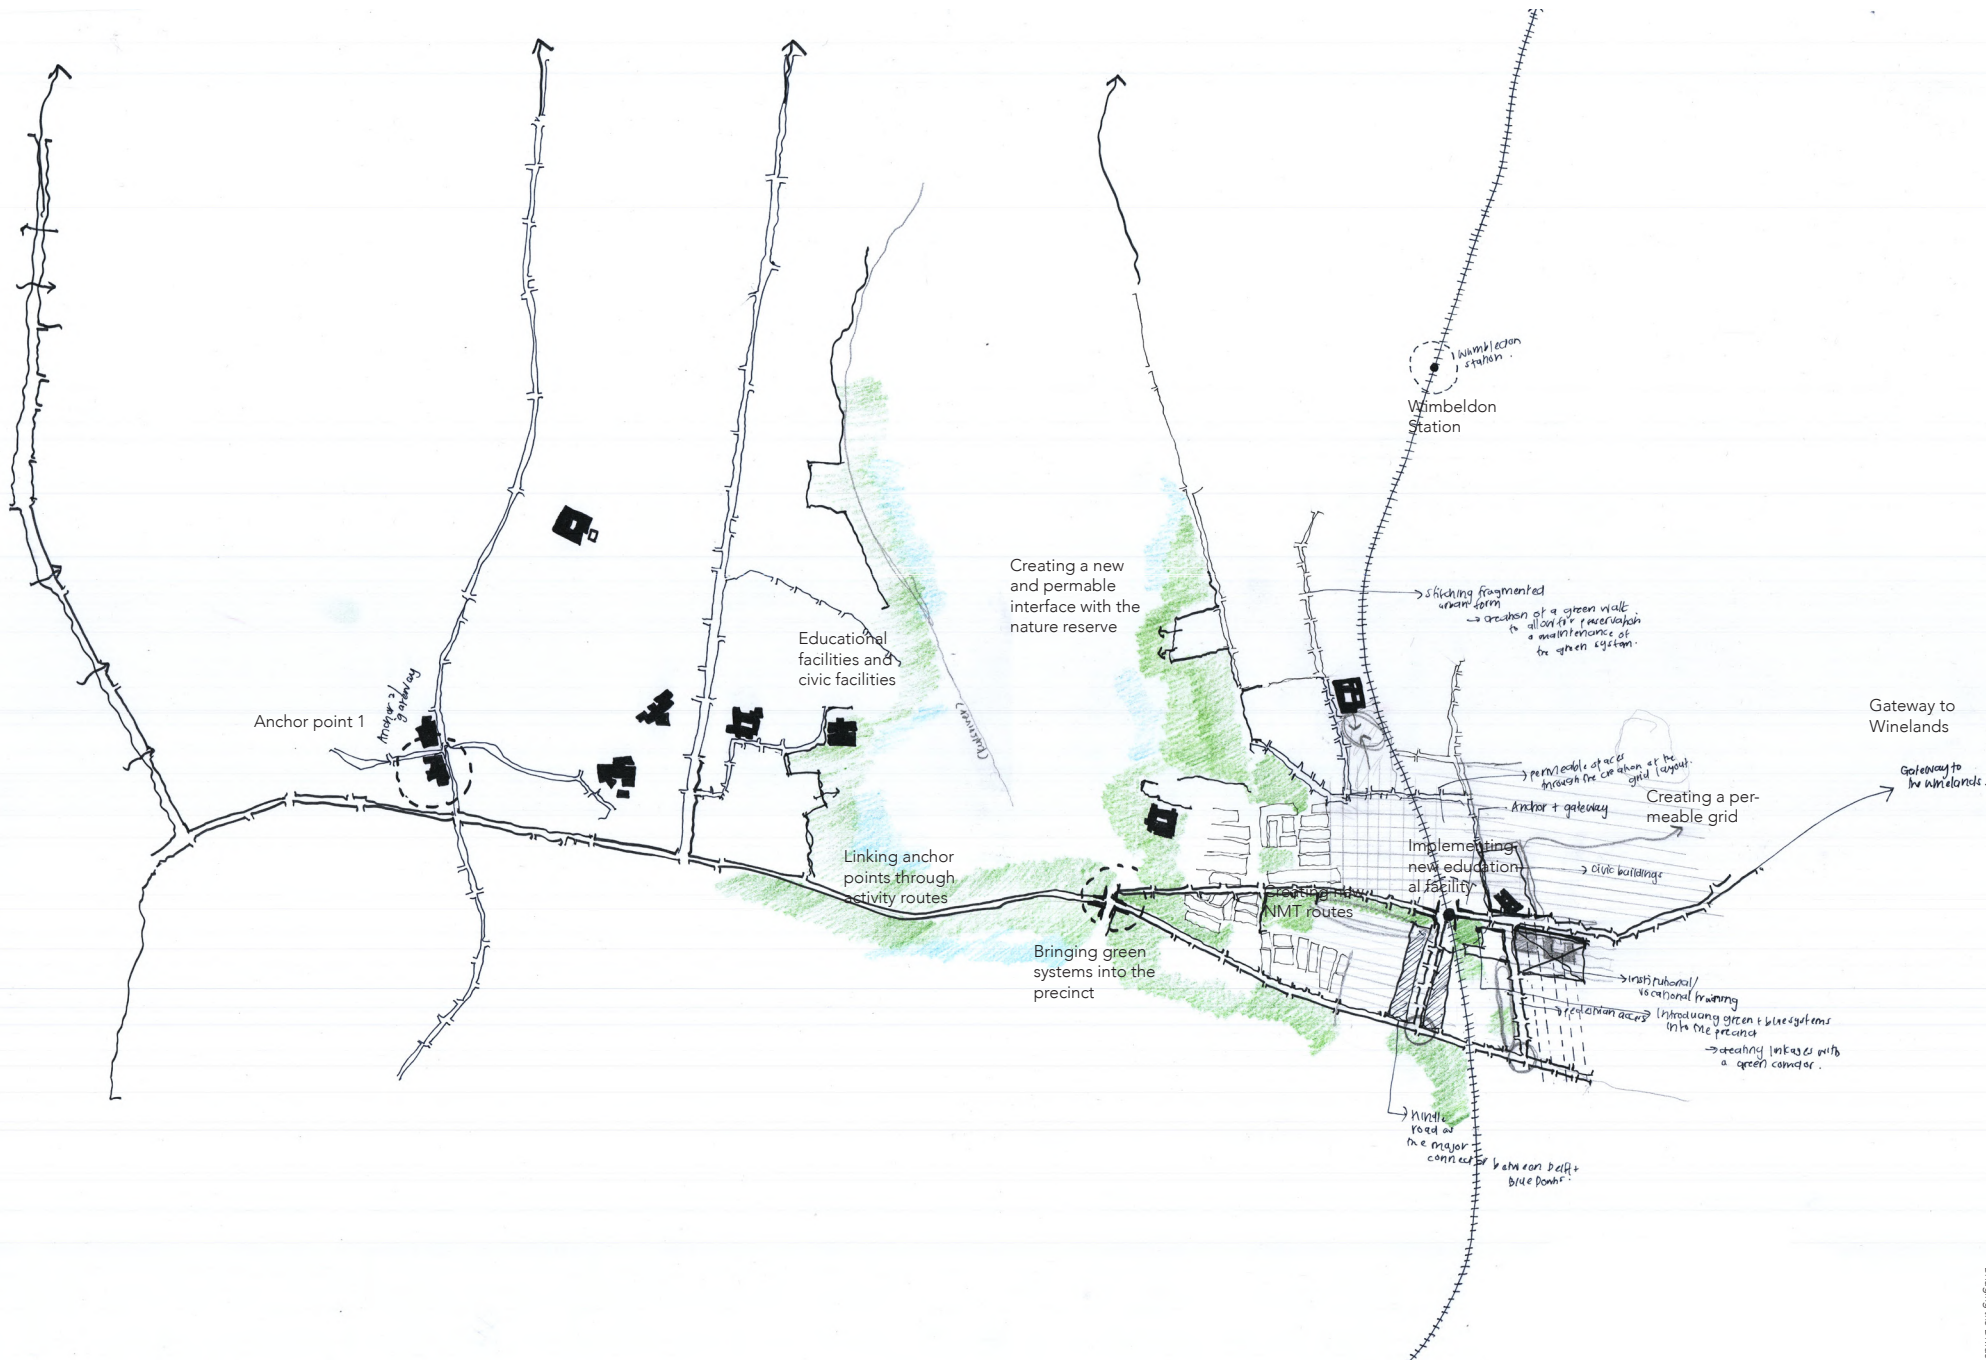 Wimbeldon
Station
Creating a new
and permable
interface with the
nature reserve
Stitching fragmented
urban form
→ creation of a green walk
to allow for preservation
& maintenance of
the green system.
Educational
facilities and
civic facilities
Anchor point 1
Anchor 2/
gateway
Gateway to
Winelands
Gateway to
the winelands.
permeable spaces
through the creation of the
grid layout.
Anchor + gateway
Creating a per-
meable grid
Linking anchor
points through
activity routes
Implementing
new education-
al facility
civic buildings
Creating new
NMT routes
Bringing green
systems into the
precinct
institutional/
vocational training
pedestrian access
Introducing green + blue systems
into the precinct
→ creating linkages with
a green corridor.
road as
the major
connector between Delft +
Blue Downs.